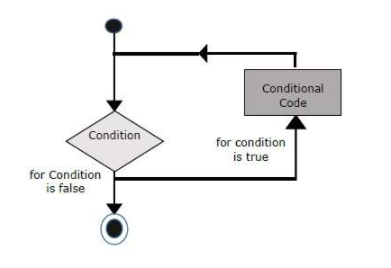 Conditional
Code
Condition
for condition
is true
for Condition
is false